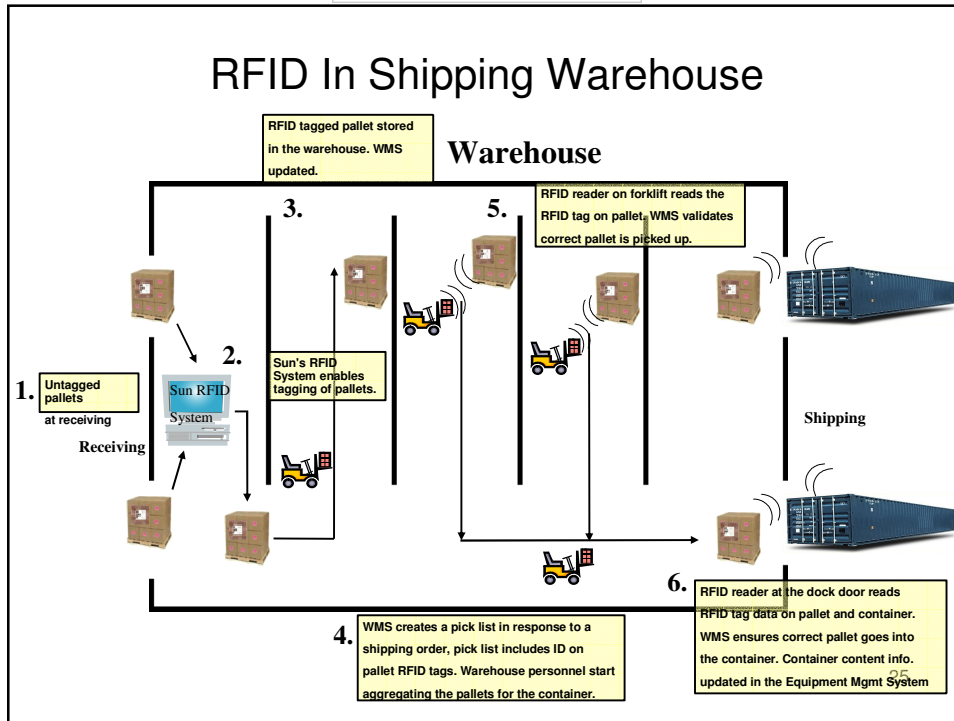 RFID In Shipping Warehouse
RFID tagged pallet stored
in the warehouse. WMS
updated.
Warehouse
3.
5.
RFID reader on forklift reads the
RFID tag on pallet. WMS validates
correct pallet is picked up.
1.
Untagged
pallets
at receiving
Receiving
2.
Sun RFID
System
Sun's RFID
System enables
tagging of pallets.
Shipping
4.
WMS creates a pick list in response to a
shipping order, pick list includes ID on
pallet RFID tags. Warehouse personnel start
aggregating the pallets for the container.
6.
RFID reader at the dock door reads
RFID tag data on pallet and container.
WMS ensures correct pallet goes into
the container. Container content info.
updated in the Equipment Mgmt System
25